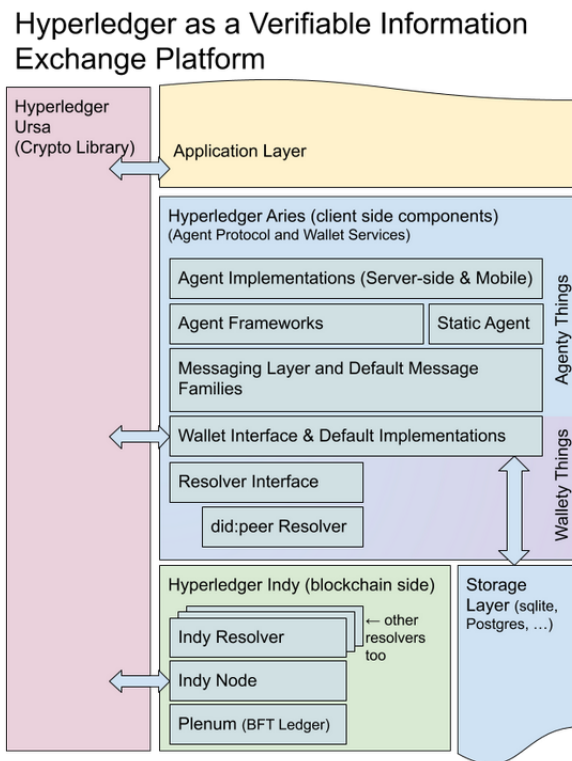 Hyperledger as a Verifiable Information
Exchange Platform
Hyperledger
Ursa
(Crypto Library)
Application Layer
Hyperledger Aries (client side components)
(Agent Protocol and Wallet Services)
Agent Implementations (Server-side & Mobile)
Agent Frameworks
Static Agent
Messaging Layer and Default Message
Families
Wallet Interface & Default Implementations
Resolver Interface
did:peer Resolver
Agenty Things
Wallety Things
Hyperledger Indy (blockchain side)
Indy Resolver
← other
resolvers
too
Indy Node
Plenum (BFT Ledger)
Storage
Layer (sqlite,
Postgres, …)